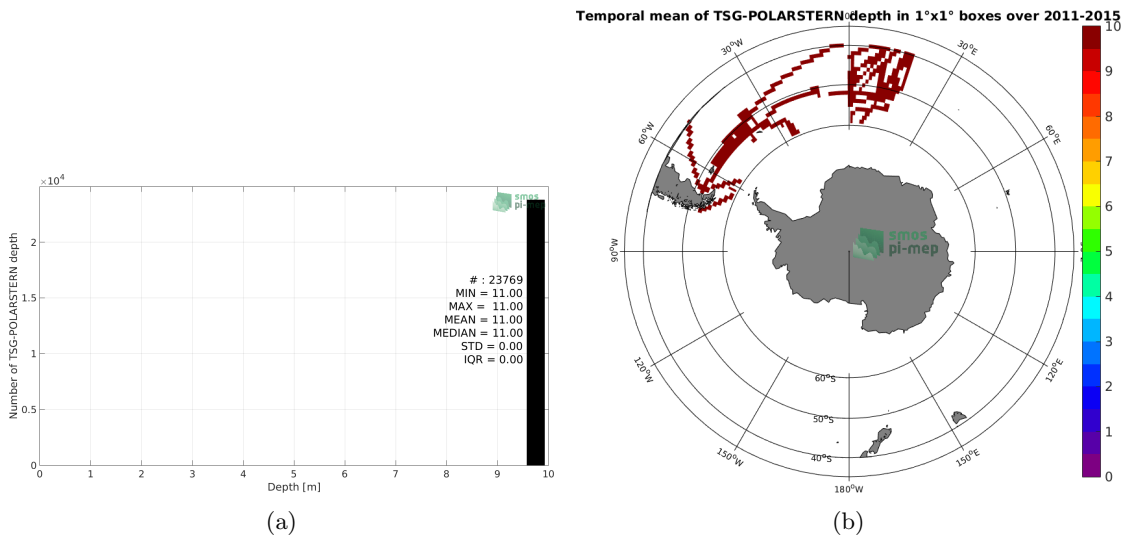 Temporal mean of TSG-POLARSTERN depth in 1°x1° boxes over 2011-2015
×10⁴
2
1.5
1
0.5
0
Number of TSG-POLARSTERN depth
smos
pi-mep
# : 23769
MIN = 11.00
MAX = 11.00
MEAN = 11.00
MEDIAN = 11.00
STD = 0.00
IQR = 0.00
0 1 2 3 4 5 6 7 8 9 10
Depth [m]
(a)
0°
30°W
30°E
60°W
60°E
90°W
120°W
120°E
150°W
150°E
180°W
60°S
50°S
40°S
smos
pi-mep
10
9
8
7
6
5
4
3
2
1
0
(b)